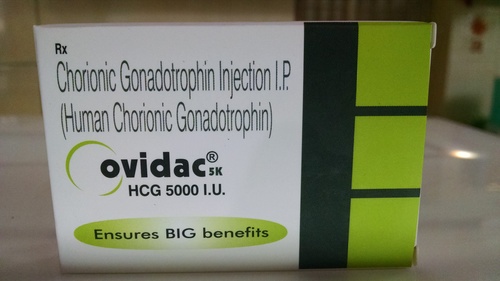 Rx
Chorionic Gonadotrophin Injection I.P.
(Human Chorionic Gonadotrophin)
ovidac® 5K
HCG 5000 I.U.
Ensures BIG benefits